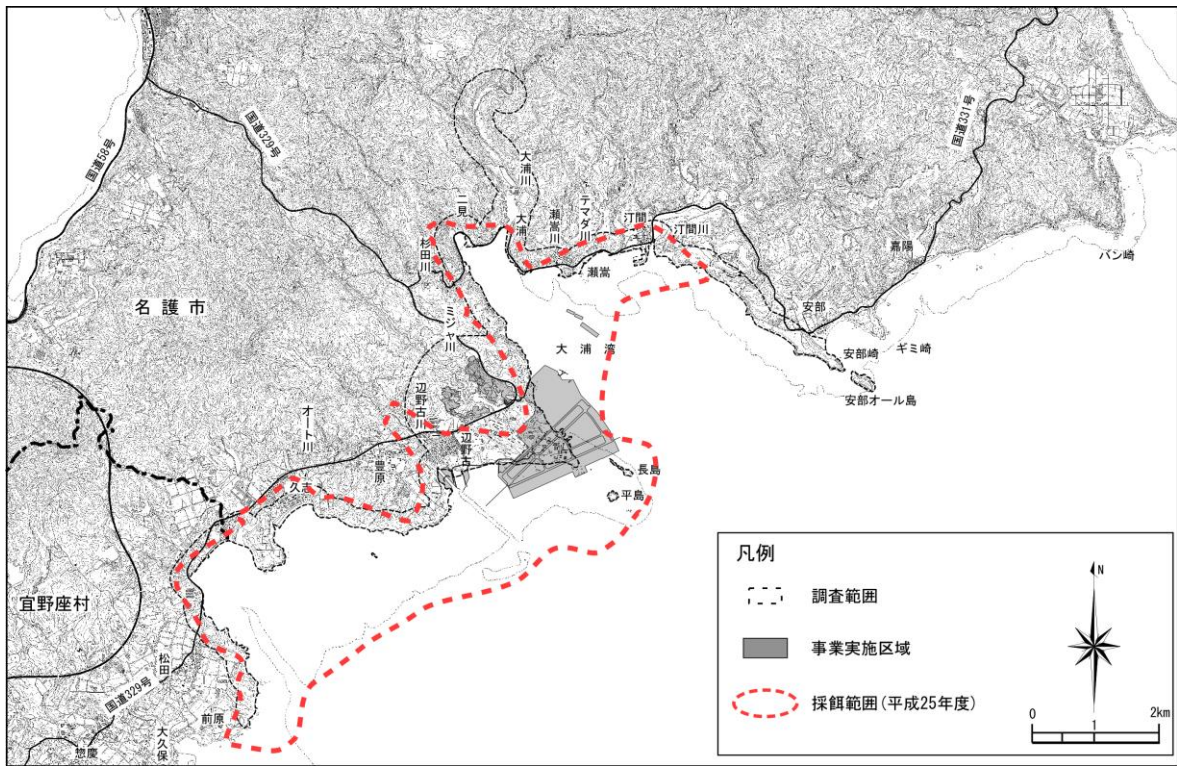 国道58号
国道329号
国道331号
大浦川
二見
大浦
瀬嵩川
テマダ川
汀間
汀間川
杉田川
瀬嵩
嘉陽
バン崎
名護市
ミジャ川
大浦湾
安部
安部崎
ギミ崎
安部オール島
辺野古川
オート川
辺野古
豊原
久志
長島
平島
宜野座村
松田
国道329号
前原
大久保
惣慶
凡例
調査範囲
事業実施区域
採餌範囲(平成25年度)
N
0 1 2km